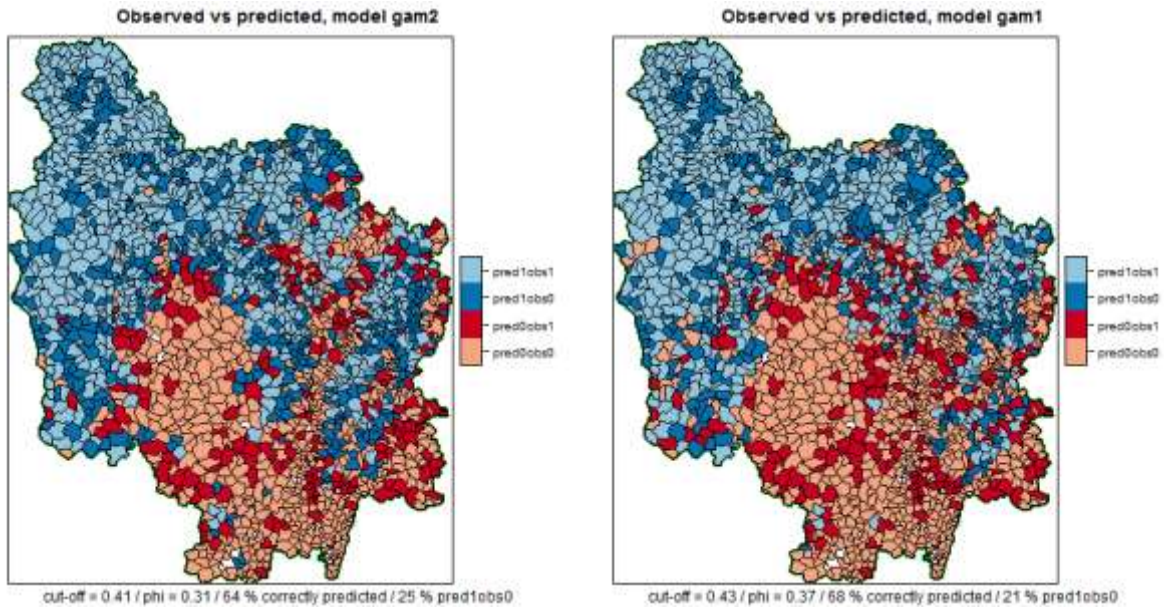 Observed vs predicted, model gam2
pred1obs1
pred1obs0
pred0obs1
pred0obs0
cut-off = 0.41 / phi = 0.31 / 64 % correctly predicted / 25 % pred1obs0
Observed vs predicted, model gam1
pred1obs1
pred1obs0
pred0obs1
pred0obs0
cut-off = 0.43 / phi = 0.37 / 68 % correctly predicted / 21 % pred1obs0